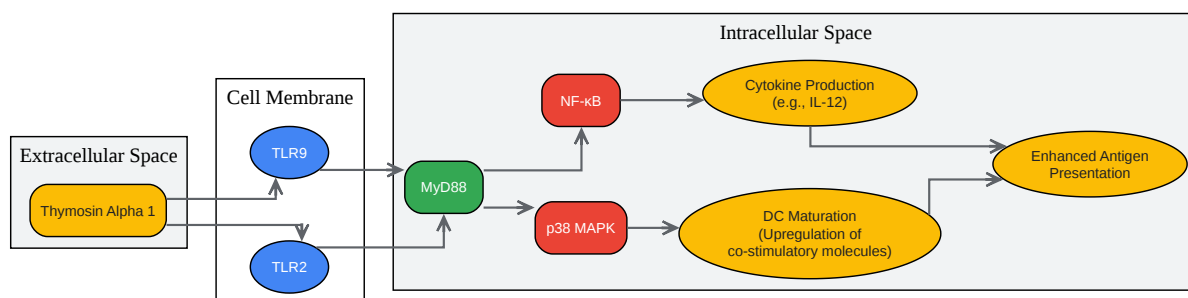 Extracellular Space
Thymosin Alpha 1
Cell Membrane
TLR9
TLR2
Intracellular Space
MyD88
NF-κB
p38 MAPK
Cytokine Production
(e.g., IL-12)
DC Maturation
(Upregulation of
co-stimulatory molecules)
Enhanced Antigen
Presentation